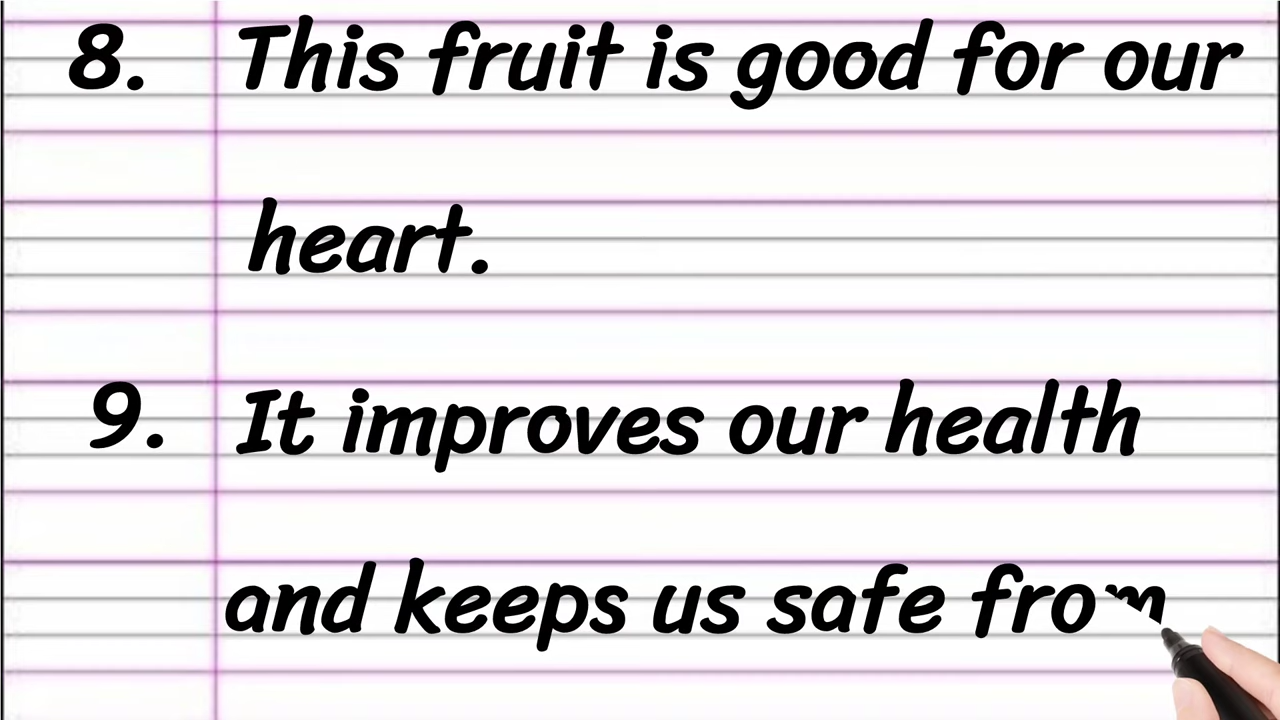 8. This fruit is good for our
heart.
9. It improves our health
and keeps us safe from